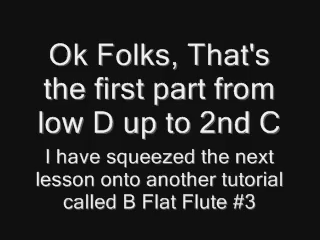 Ok Folks, That's
the first part from
low D up to 2nd C
I have squeezed the next
lesson onto another tutorial
called B Flat Flute #3